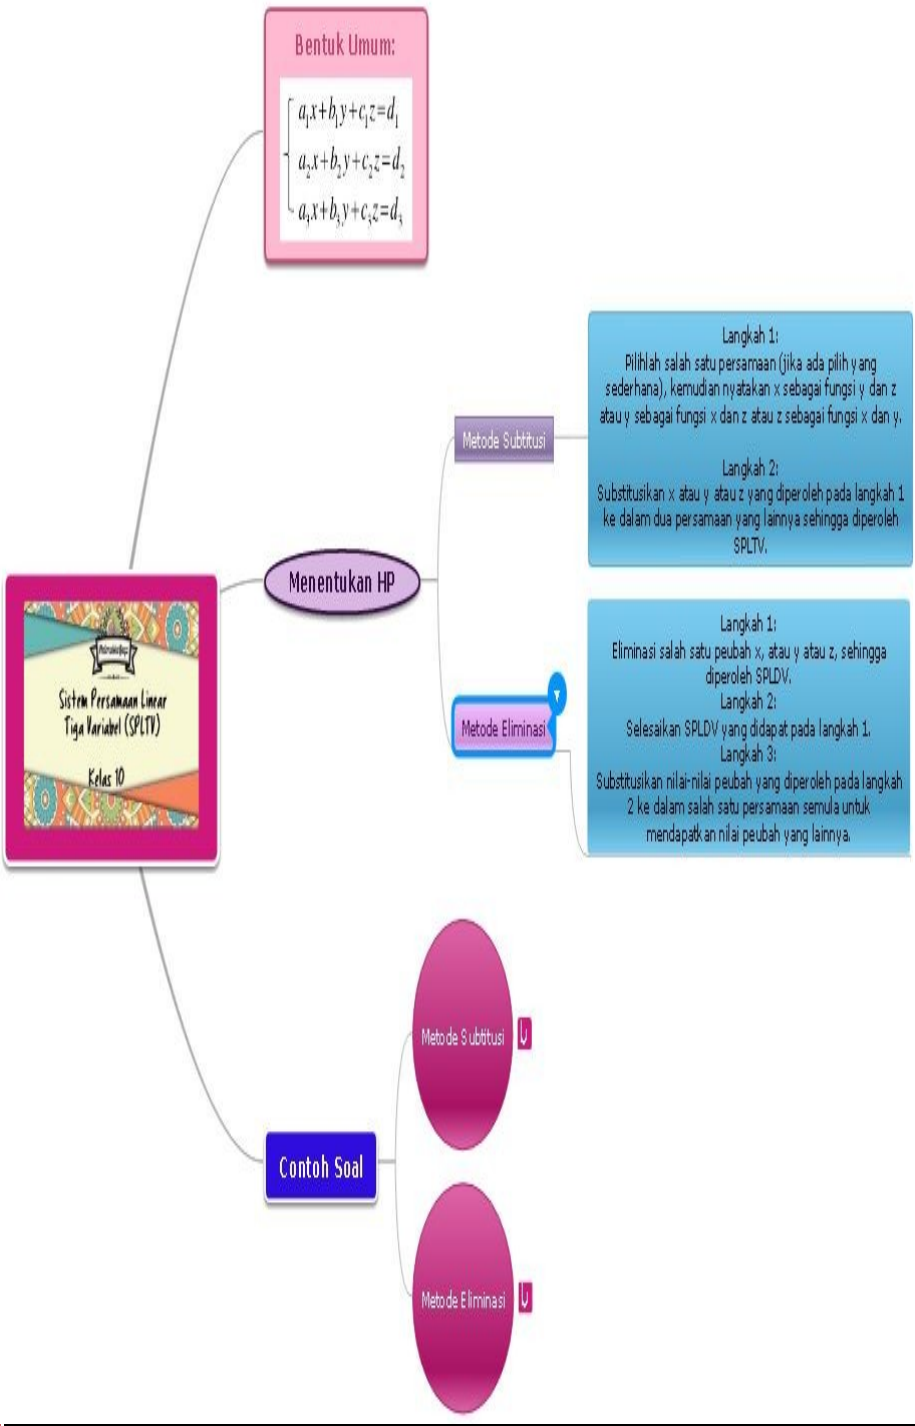 Bentuk Umum:
a₁x+b₁y+c₁z=d₁
a₂x+b₂y+c₂z=d₂
a₃x+b₃y+c₃z=d₃
Langkah 1:
Pilihlah salah satu persamaan (jika ada pilih yang
sederhana), kemudian nyatakan x sebagai fungsi y dan z
atau y sebagai fungsi x dan z atau z sebagai fungsi x dan y.
Langkah 2:
Substitusikan x atau y atau z yang diperoleh pada langkah 1
ke dalam dua persamaan yang lainnya sehingga diperoleh
SPLTV.
Metode Subtitusi
Menentukan HP
Metode Eliminasi
Langkah 1:
Eliminasi salah satu peubah x, atau y atau z, sehingga
diperoleh SPLDV.
Langkah 2:
Selesaikan SPLDV yang didapat pada langkah 1.
Langkah 3:
Substitusikan nilai-nilai peubah yang diperoleh pada langkah
2 ke dalam salah satu persamaan semula untuk
mendapatkan nilai peubah yang lainnya.
Sistem Persamaan Linear
Tiga Variabel (SPLTV)
Kelas 10
Contoh Soal
Metode Subtitusi
Metode Eliminasi